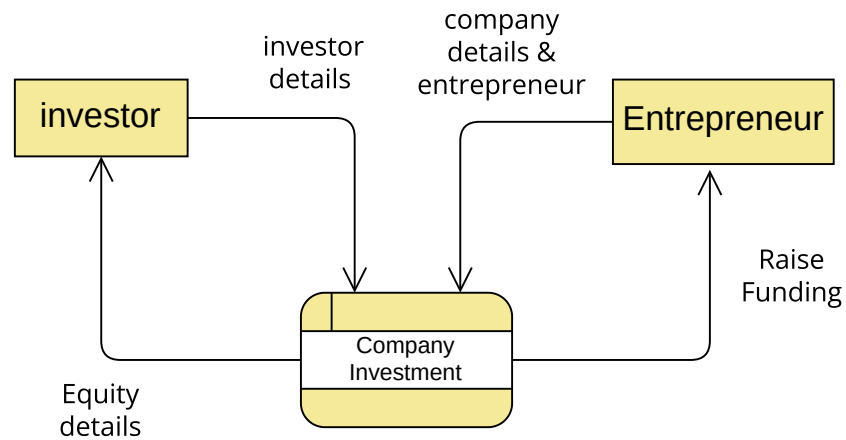 company
details &
entrepreneur
investor
details
investor
Entrepreneur
Raise
Funding
Company
Investment
Equity
details